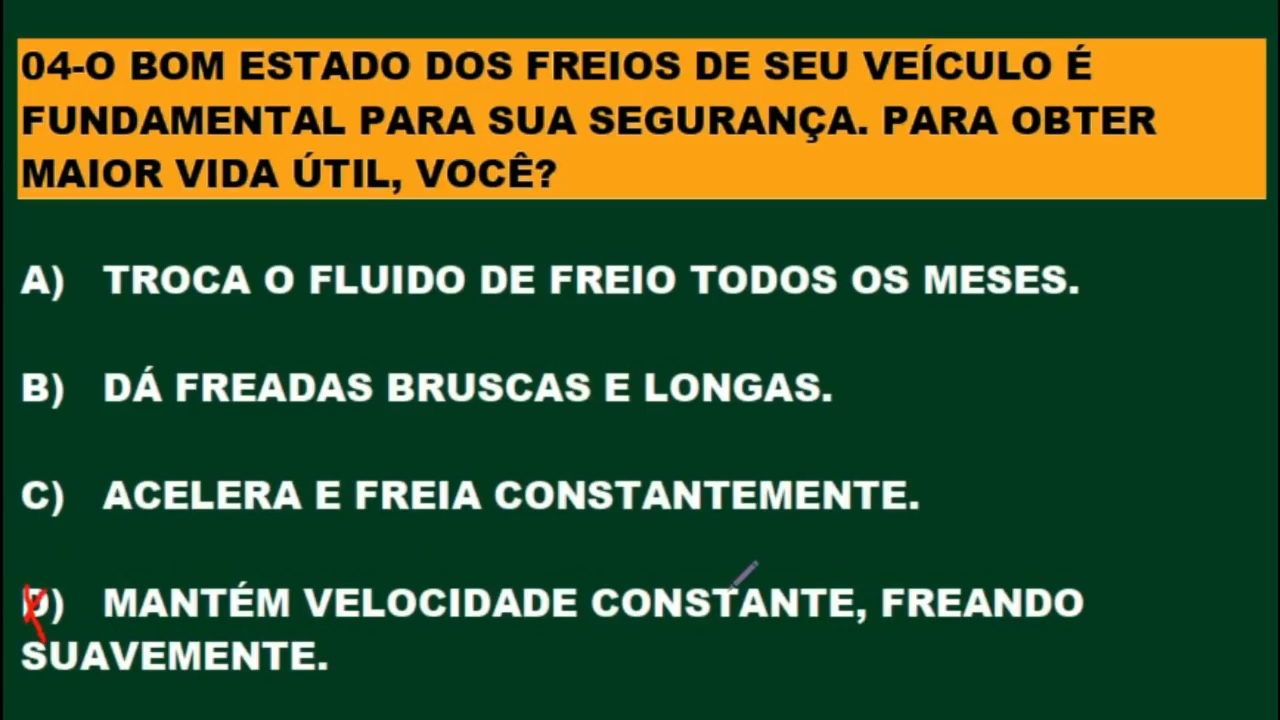 04-O BOM ESTADO DOS FREIOS DE SEU VEÍCULO É
FUNDAMENTAL PARA SUA SEGURANÇA. PARA OBTER
MAIOR VIDA ÚTIL, VOCÊ?
A) TROCA O FLUIDO DE FREIO TODOS OS MESES.
B) DÁ FREADAS BRUSCAS E LONGAS.
C) ACELERA E FREIA CONSTANTEMENTE.
D) MANTÉM VELOCIDADE CONSTANTE, FREANDO
SUAVEMENTE.